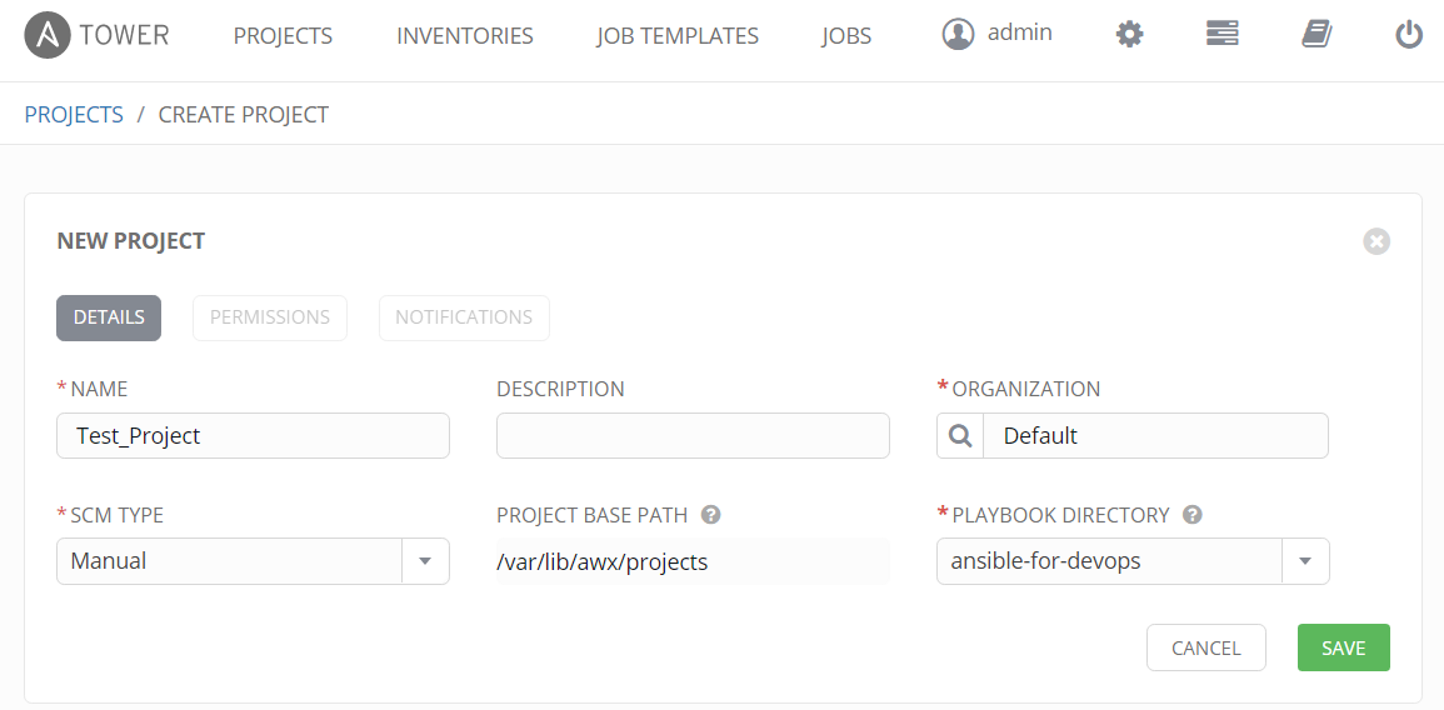 TOWER PROJECTS INVENTORIES JOB TEMPLATES JOBS admin
PROJECTS / CREATE PROJECT
NEW PROJECT
DETAILS PERMISSIONS NOTIFICATIONS
* NAME DESCRIPTION * ORGANIZATION
Test_Project Default
* SCM TYPE PROJECT BASE PATH ? * PLAYBOOK DIRECTORY ?
Manual /var/lib/awx/projects ansible-for-devops
CANCEL SAVE